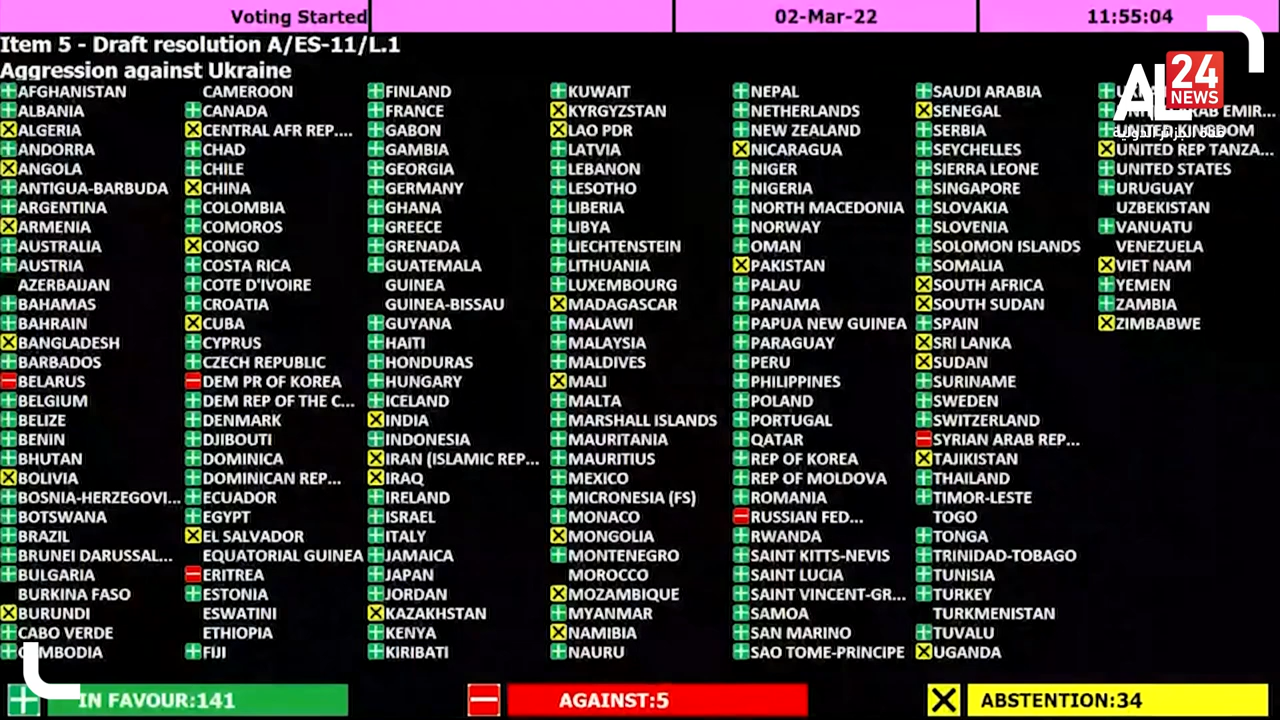 Voting Started
02-Mar-22
11:55:04
Item 5 - Draft resolution A/ES-11/L.1
Aggression against Ukraine
AFGHANISTAN
ALBANIA
ALGERIA
ANDORRA
ANGOLA
ANTIGUA-BARBUDA
ARGENTINA
ARMENIA
AUSTRALIA
AUSTRIA
AZERBAIJAN
BAHAMAS
BAHRAIN
BANGLADESH
BARBADOS
BELARUS
BELGIUM
BELIZE
BENIN
BHUTAN
BOLIVIA
BOSNIA-HERZEGOVI...
BOTSWANA
BRAZIL
BRUNEI DARUSSAL...
BULGARIA
BURKINA FASO
BURUNDI
CABO VERDE
CAMBODIA
CAMEROON
CANADA
CENTRAL AFR REP....
CHAD
CHILE
CHINA
COLOMBIA
COMOROS
CONGO
COSTA RICA
COTE D'IVOIRE
CROATIA
CUBA
CYPRUS
CZECH REPUBLIC
DEM PR OF KOREA
DEM REP OF THE C...
DENMARK
DJIBOUTI
DOMINICA
DOMINICAN REP...
ECUADOR
EGYPT
EL SALVADOR
EQUATORIAL GUINEA
ERITREA
ESTONIA
ESWATINI
ETHIOPIA
FIJI
FINLAND
FRANCE
GABON
GAMBIA
GEORGIA
GERMANY
GHANA
GREECE
GRENADA
GUATEMALA
GUINEA
GUINEA-BISSAU
GUYANA
HAITI
HONDURAS
HUNGARY
ICELAND
INDIA
INDONESIA
IRAN (ISLAMIC REP...
IRAQ
IRELAND
ISRAEL
ITALY
JAMAICA
JAPAN
JORDAN
KAZAKHSTAN
KENYA
KIRIBATI
KUWAIT
KYRGYZSTAN
LAO PDR
LATVIA
LEBANON
LESOTHO
LIBERIA
LIBYA
LIECHTENSTEIN
LITHUANIA
LUXEMBOURG
MADAGASCAR
MALAWI
MALAYSIA
MALDIVES
MALI
MALTA
MARSHALL ISLANDS
MAURITANIA
MAURITIUS
MEXICO
MICRONESIA (FS)
MONACO
MONGOLIA
MONTENEGRO
MOROCCO
MOZAMBIQUE
MYANMAR
NAMIBIA
NAURU
NEPAL
NETHERLANDS
NEW ZEALAND
NICARAGUA
NIGER
NIGERIA
NORTH MACEDONIA
NORWAY
OMAN
PAKISTAN
PALAU
PANAMA
PAPUA NEW GUINEA
PARAGUAY
PERU
PHILIPPINES
POLAND
PORTUGAL
QATAR
REP OF KOREA
REP OF MOLDOVA
ROMANIA
RUSSIAN FED...
RWANDA
SAINT KITTS-NEVIS
SAINT LUCIA
SAINT VINCENT-GR...
SAMOA
SAN MARINO
SAO TOME-PRINCIPE
SAUDI ARABIA
SENEGAL
SERBIA
SEYCHELLES
SIERRA LEONE
SINGAPORE
SLOVAKIA
SLOVENIA
SOLOMON ISLANDS
SOMALIA
SOUTH AFRICA
SOUTH SUDAN
SPAIN
SRI LANKA
SUDAN
SURINAME
SWEDEN
SWITZERLAND
SYRIAN ARAB REP...
TAJIKISTAN
THAILAND
TIMOR-LESTE
TOGO
TONGA
TRINIDAD-TOBAGO
TUNISIA
TURKEY
TURKMENISTAN
TUVALU
UGANDA
EMIR...
UNITED KINGDOM
UNITED REP TANZA...
UNITED STATES
URUGUAY
UZBEKISTAN
VANUATU
VENEZUELA
VIET NAM
YEMEN
ZAMBIA
ZIMBABWE
AL
24
NEWS
IN FAVOUR:141
AGAINST:5
ABSTENTION:34